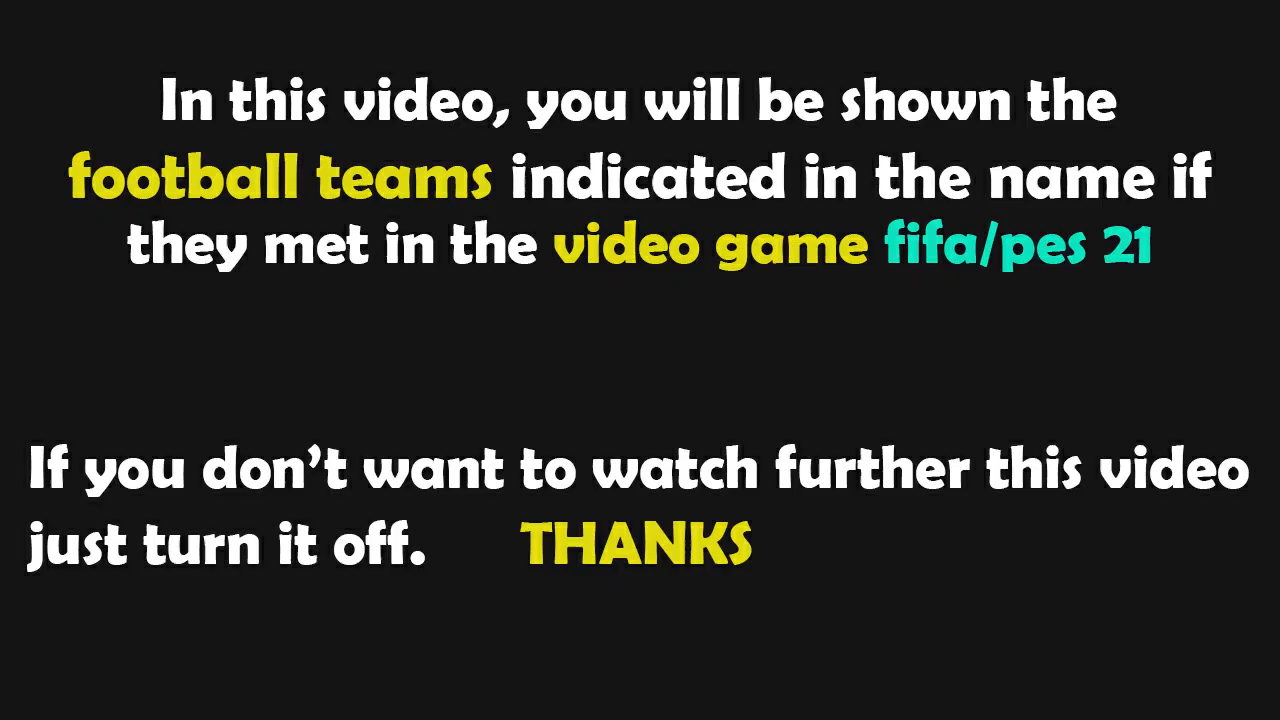 In this video, you will be shown the
football teams indicated in the name if
they met in the video game fifa/pes 21
If you don’t want to watch further this video
just turn it off. THANKS